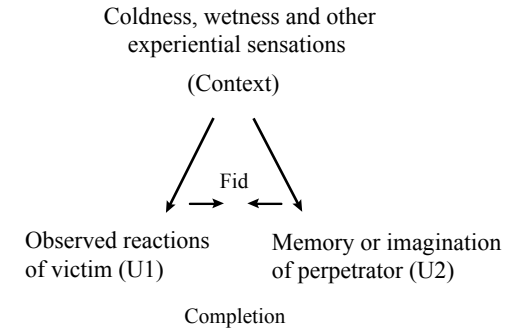 Coldness, wetness and other
experiential sensations
(Context)
Fid
Observed reactions
of victim (U1)
Memory or imagination
of perpetrator (U2)
Completion